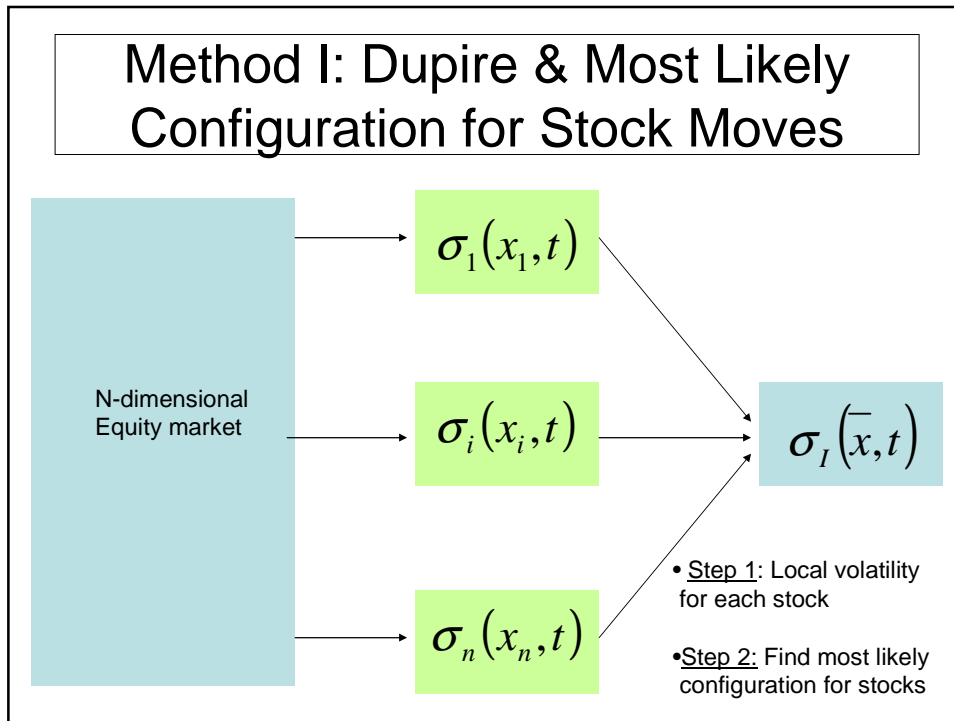 Method I: Dupire & Most Likely
Configuration for Stock Moves
σ₁(x₁,t)
N-dimensional
Equity market
σᵢ(xᵢ,t)
σ_I(x̅,t)
• Step 1: Local volatility
for each stock
σₙ(xₙ,t)
•Step 2: Find most likely
configuration for stocks